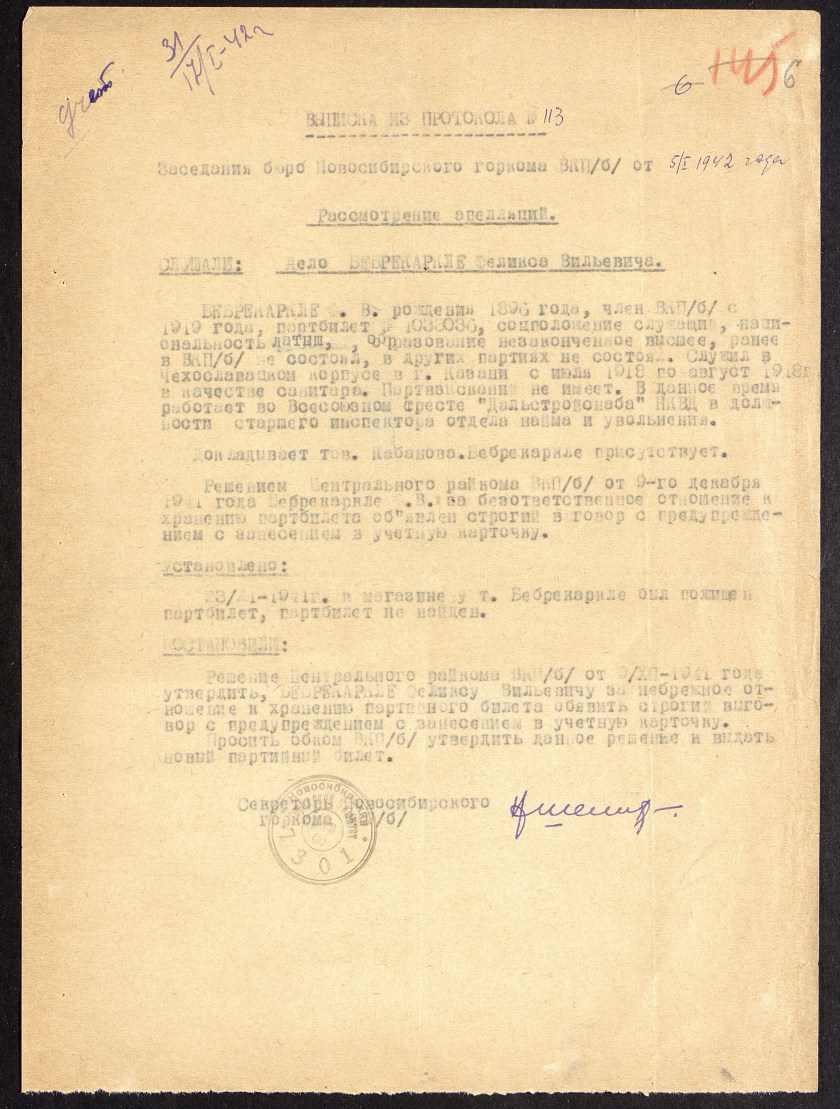 31
17/I-42г
6 6
ВЫПИСКА ИЗ ПРОТОКОЛА № 113
Заседания бюро Новосибирского горкома ВКП/б/ от 5/I 1942 года
Рассмотрение апелляций.
СЛУШАЛИ: Дело БЕБРЕКАРКЛЕ Феликса Вильевича.
БЕБРЕКАРКЛЕ Ф. В. рождения 1896 года, член ВКП/б/ с
1919 года, партбилет № 1033036, соцположение служащий, наци-
ональность латыш, образование незаконченное высшее, ранее
в ВКП/б/ не состоял, в других партиях не состоял. Служил в
Чехославацком корпусе в г. Казани с июля 1918 по август 1918г
в качестве санитара. Партвзысканий не имеет. В данное время
работает во Всесоюзном тресте "Дальстройснаба" НКВД в долж-
ности старшего инспектора отдела найма и увольнения.
Докладывает тов. Кабанова.Бебрекаркле присутствует.
Решением Центрального райкома ВКП/б/ от 9-го декабря
1941 года Бебрекаркле .В. за безответственное отношение к
хранению партбилета об"явлен строгий выговор с предупрежде-
нием с занесением в учетную карточку.
Установлено:
23/XI-1941г. в магазине у т. Бебрекаркле был похищен
партбилет, партбилет не найден.
ПОСТАНОВИЛИ:
Решение Центрального райкома ВКП/б/ от 9/XII-1941 года
утвердить, БЕБРЕКАРКЛЕ Феликсу Вильевичу за небрежное от-
ношение к хранению партийного билета обявить строгий выго-
вор с предупреждением с занесением в учетную карточку.
Просить обком ВКП/б/ утвердить данное решение и выдать
новый партийный билет.
Секретарь Новосибирского
горкома /б/
7301